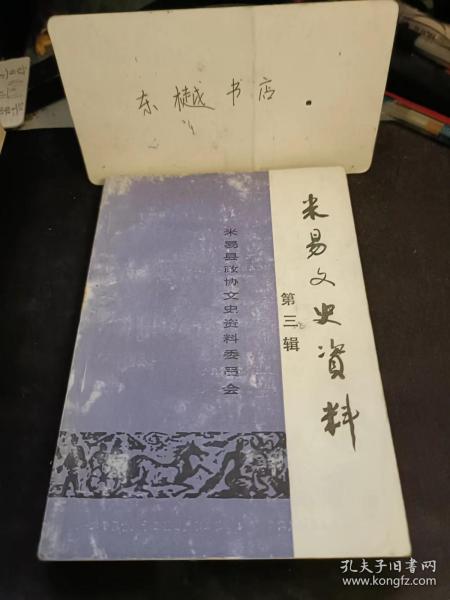 东樾书店
米易文史资料
第三辑
米易县政协文史资料委员会
孔夫子旧书网
www.kongfz.com